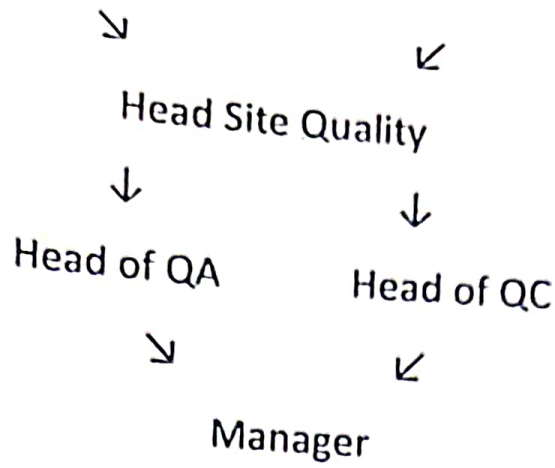 ↘ ↙
Head Site Quality
↓ ↓
Head of QA Head of QC
↘ ↙
Manager